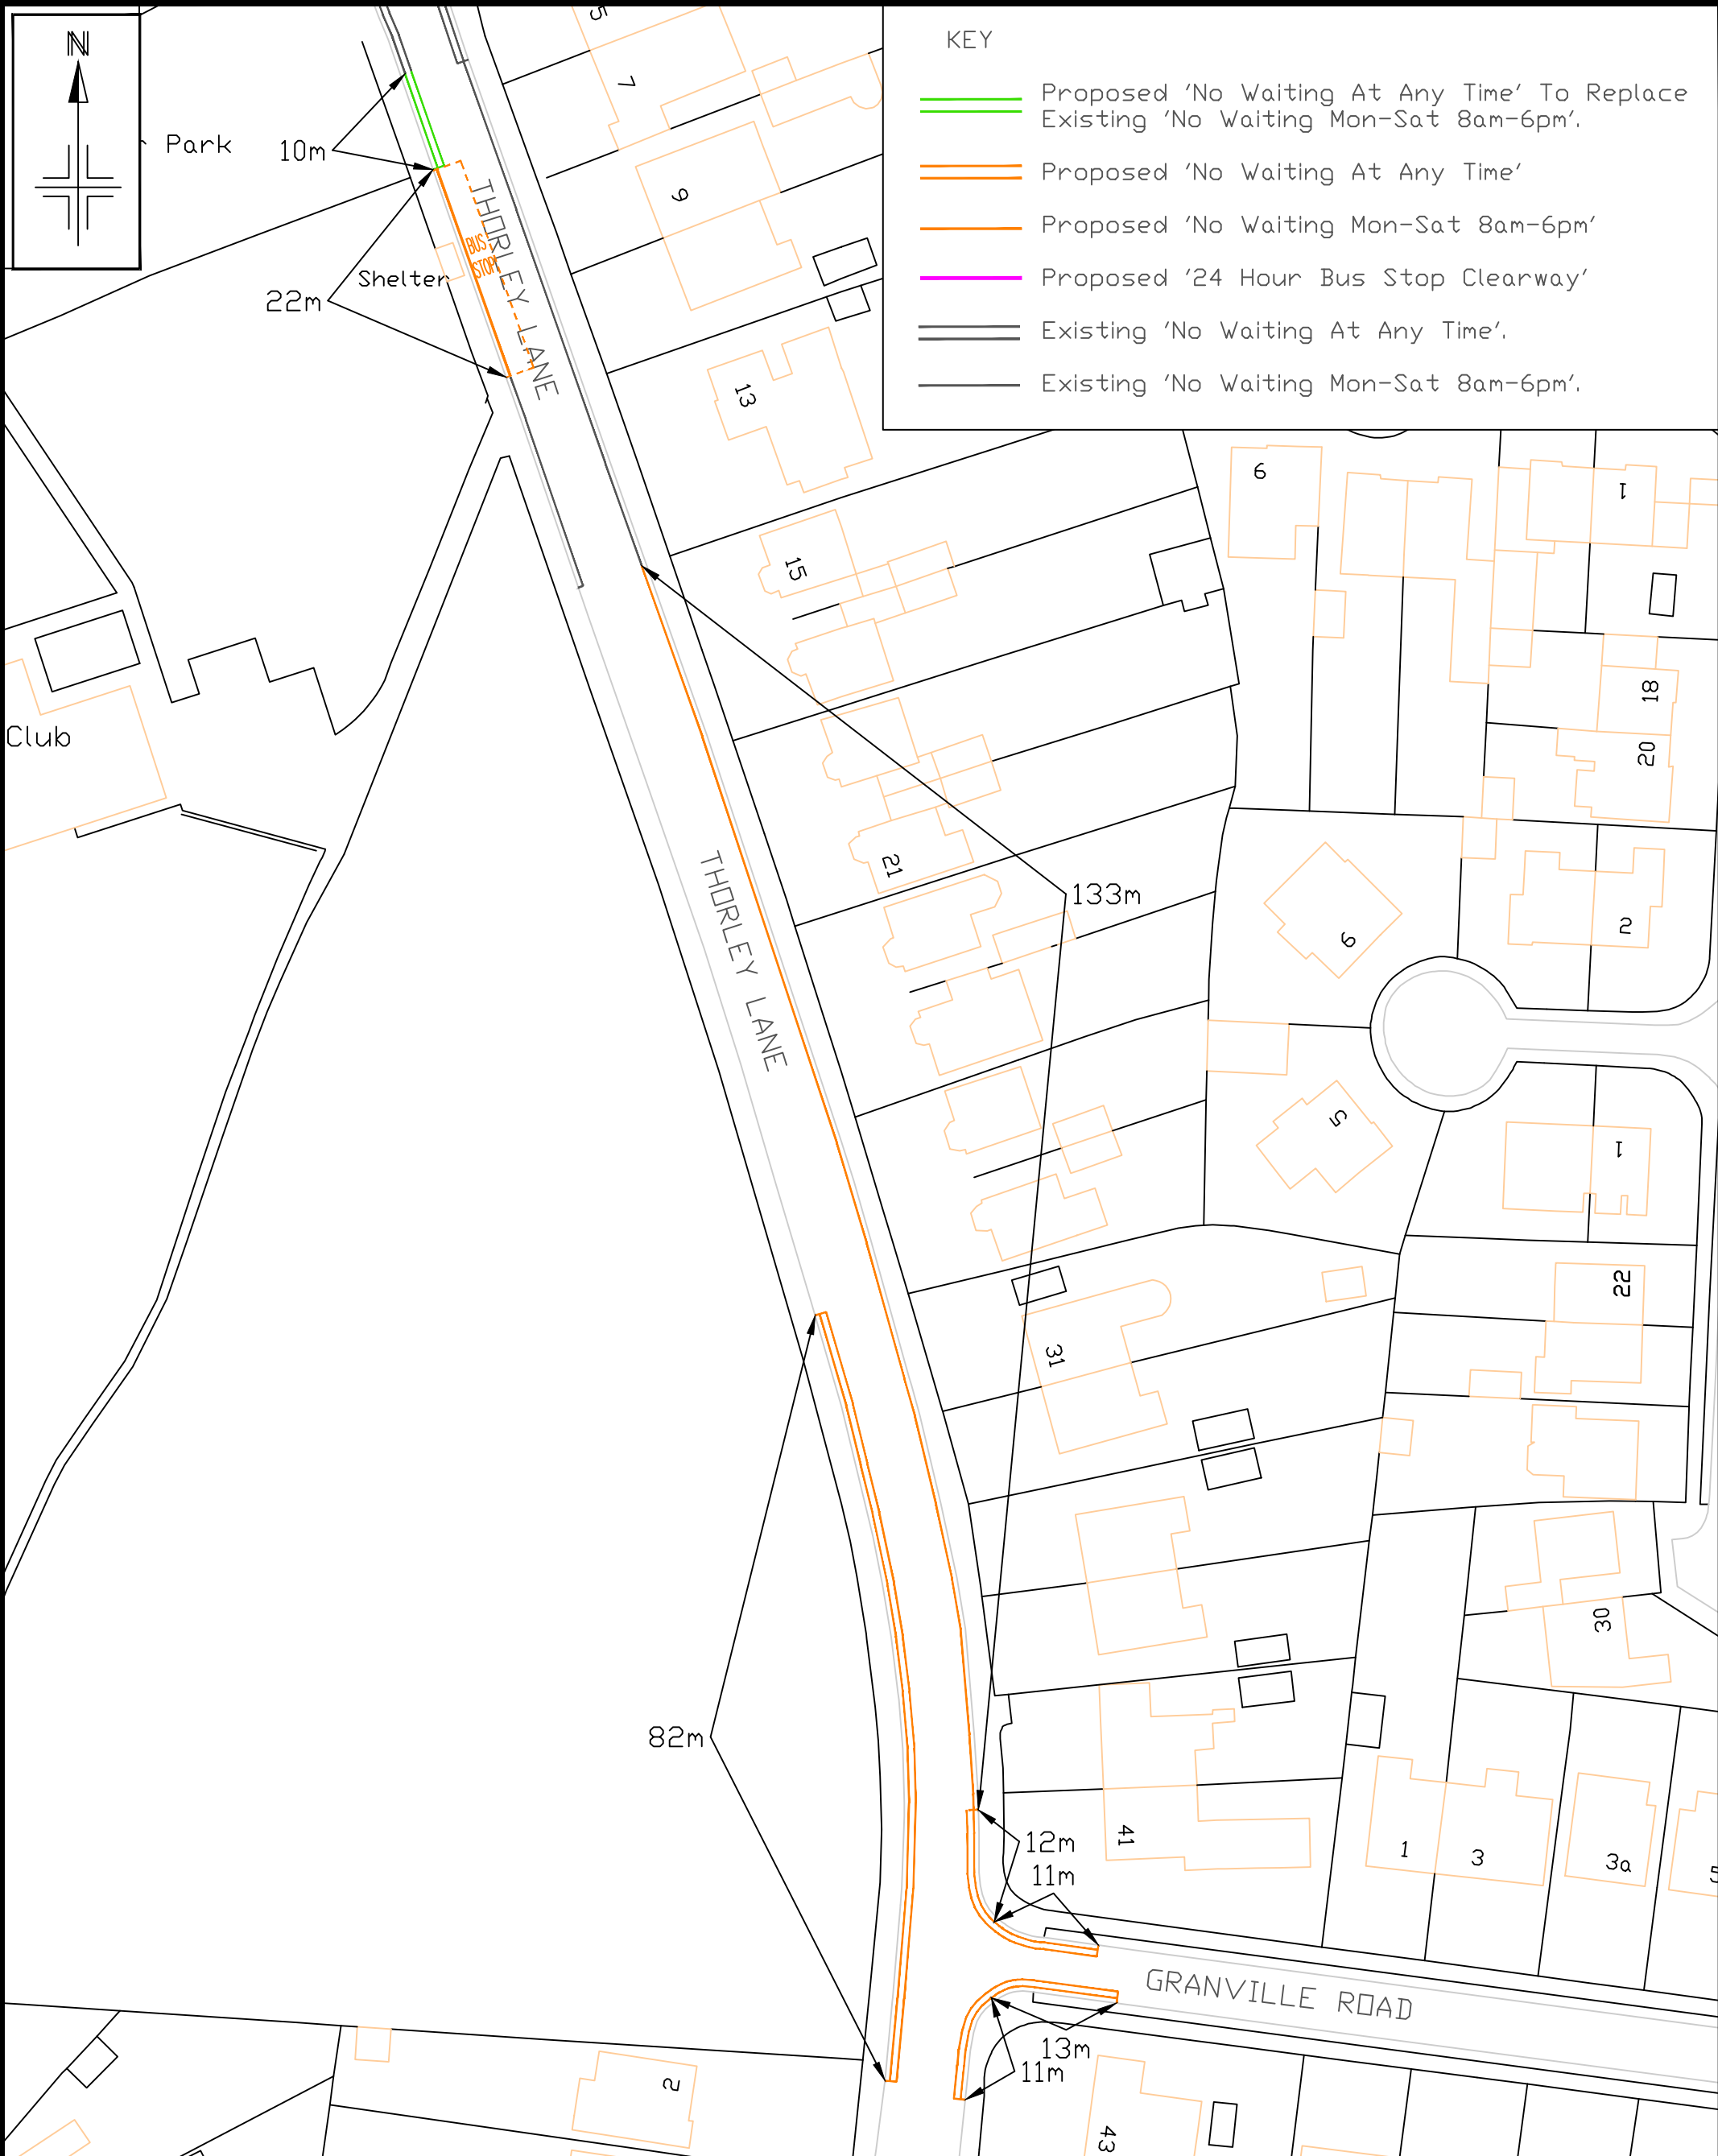 N
Park
10m
22m
Shelter
BUS
STOP
THORLEY LANE
KEY
Proposed 'No Waiting At Any Time' To Replace
Existing 'No Waiting Mon-Sat 8am-6pm'.
Proposed 'No Waiting At Any Time'
Proposed 'No Waiting Mon-Sat 8am-6pm'
Proposed '24 Hour Bus Stop Clearway'
Existing 'No Waiting At Any Time'.
Existing 'No Waiting Mon-Sat 8am-6pm'.
5
7
9
13
15
21
31
41
43
6
1
18
20
2
9
5
1
22
30
1
3
3a
5
2
Club
THORLEY LANE
133m
82m
12m
11m
GRANVILLE ROAD
13m
11m